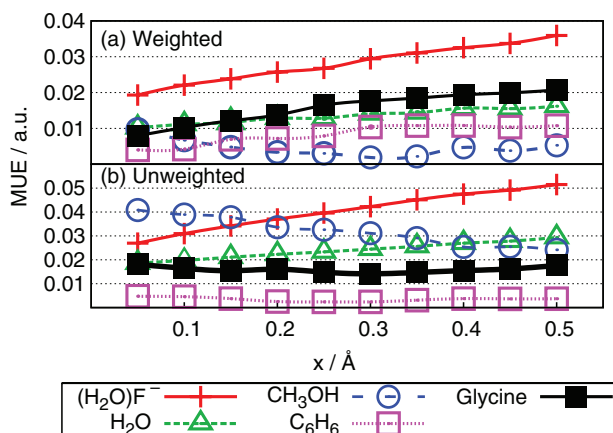 0.04
(a) Weighted
0.03
0.02
0.01
MUE / a.u.
(b) Unweighted
0.05
0.04
0.03
0.02
0.01
0.1 0.2 0.3 0.4 0.5
x / Å
(H₂O)F⁻ CH₃OH Glycine
H₂O C₆H₆